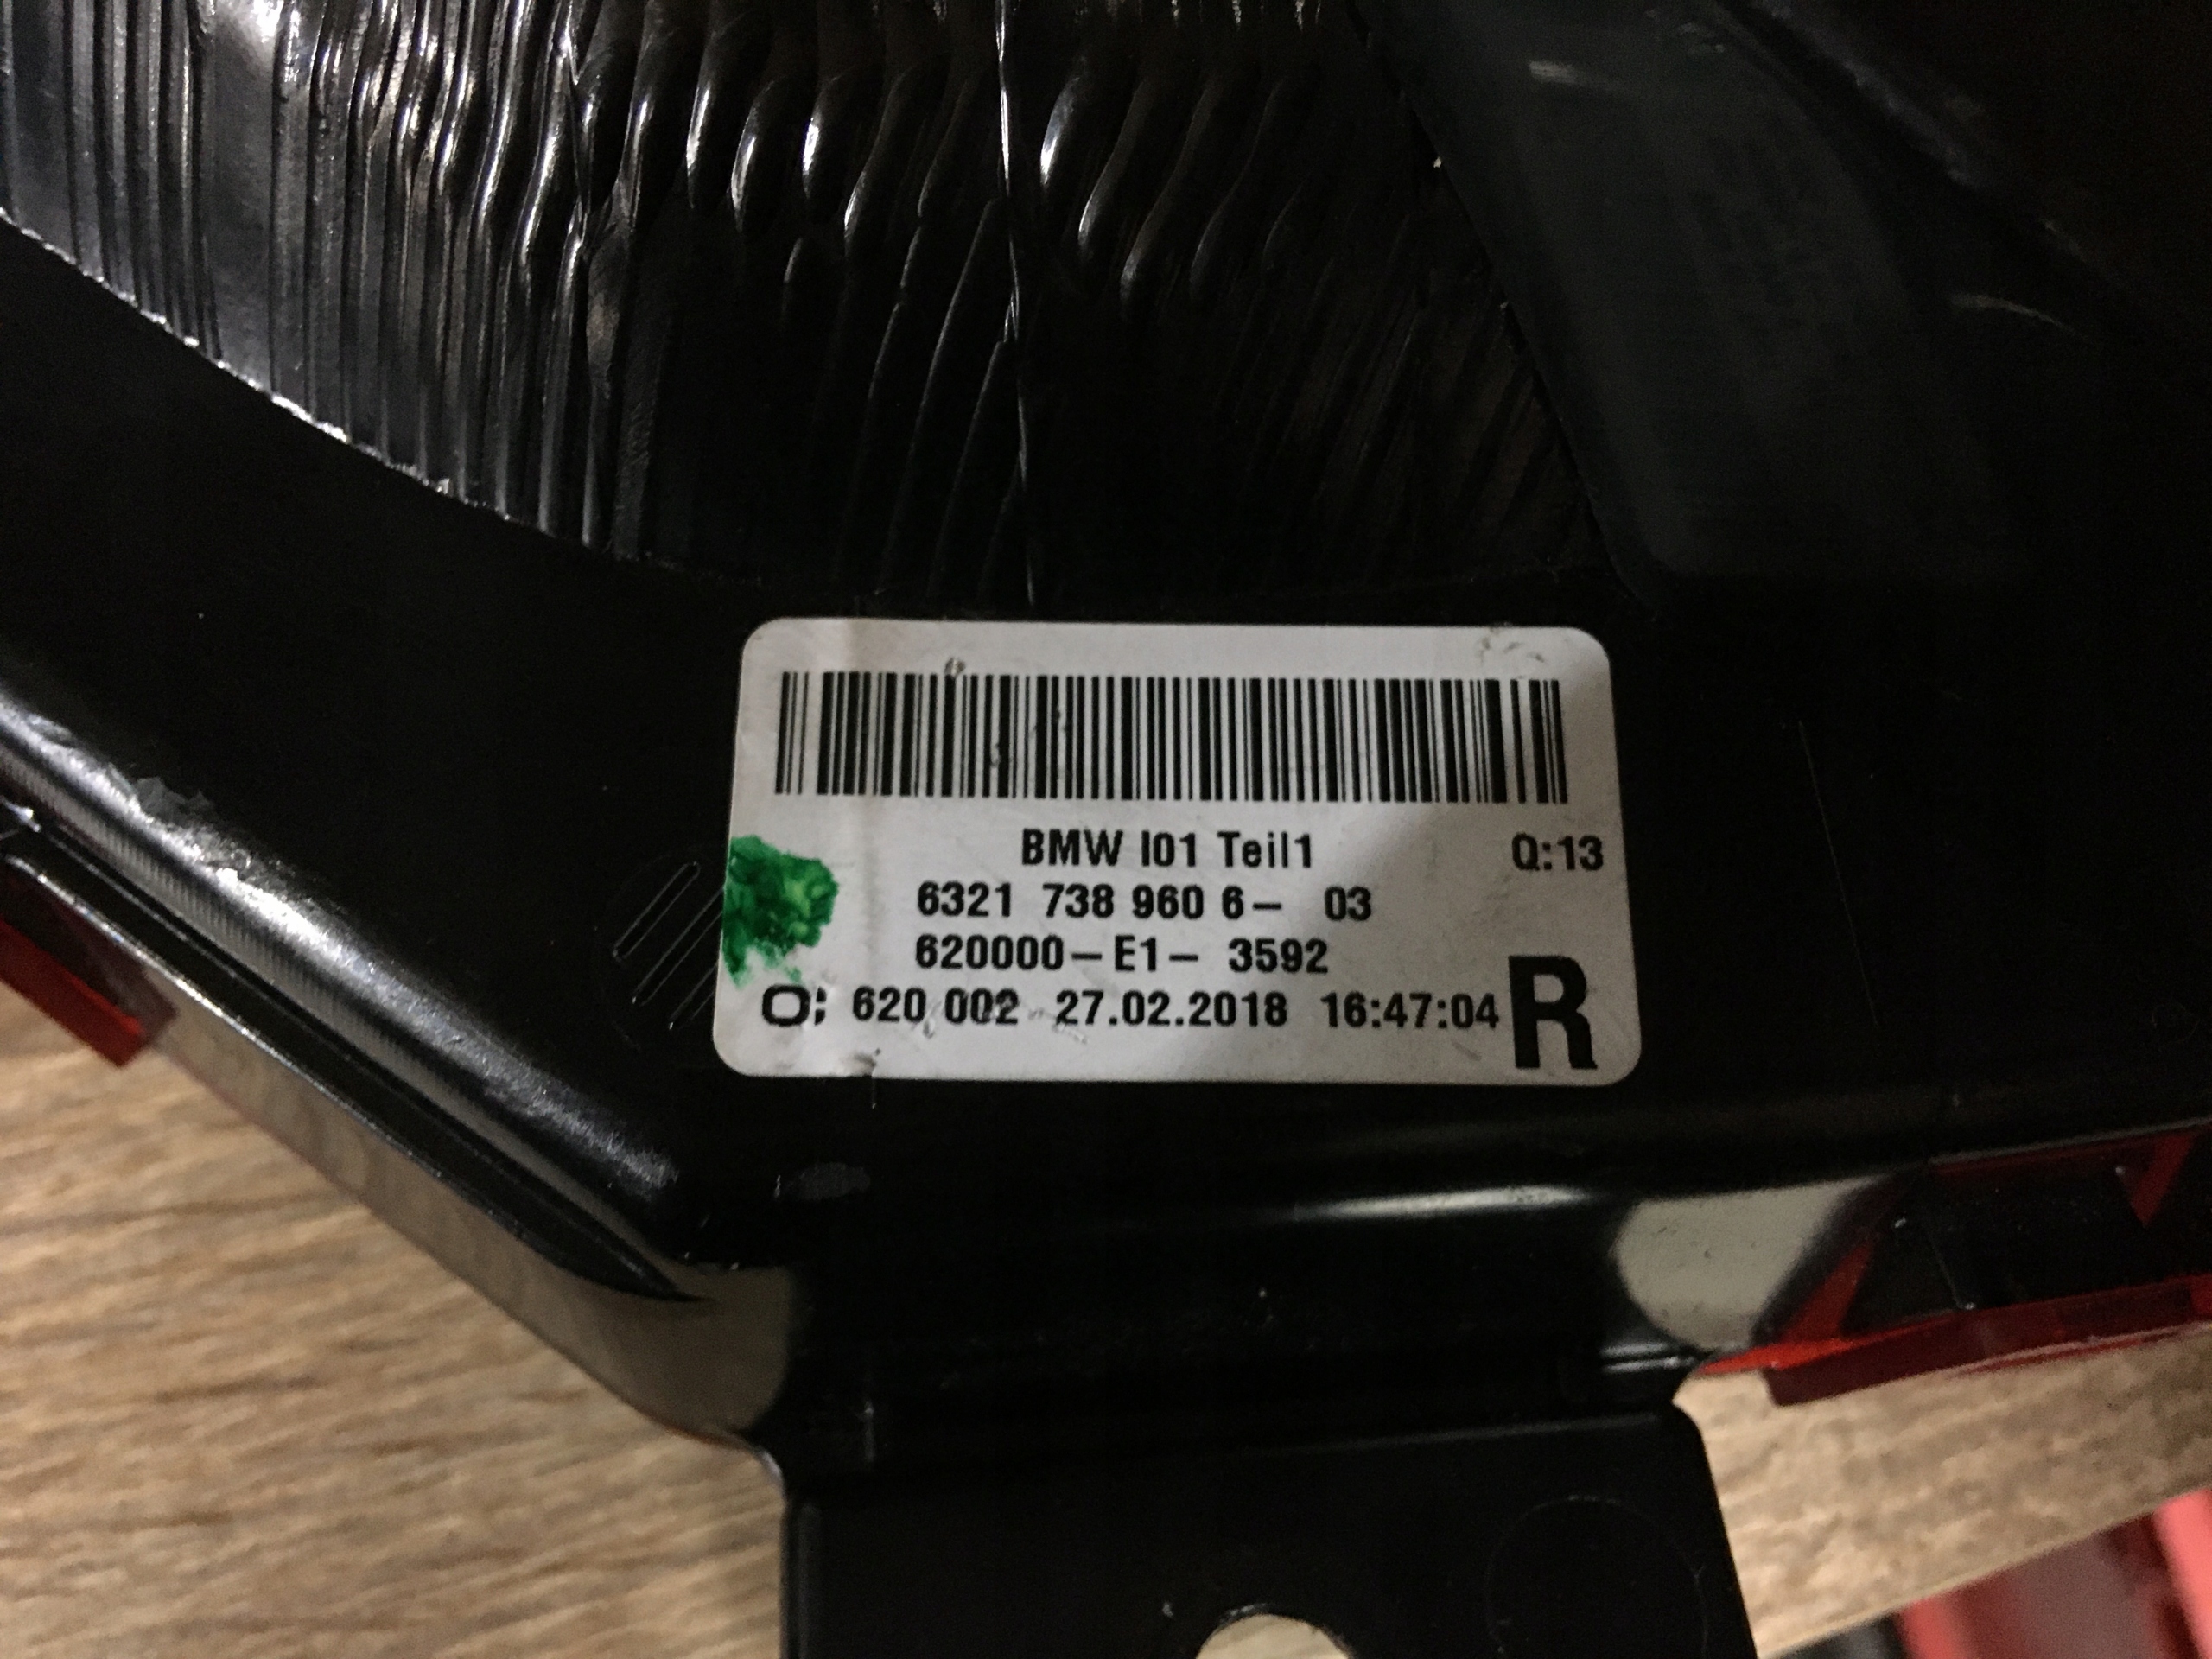 BMW I01 Teil1 Q:13
6321 738 960 6- 03
620000-E1- 3592
O; 620 002 27.02.2018 16:47:04 R